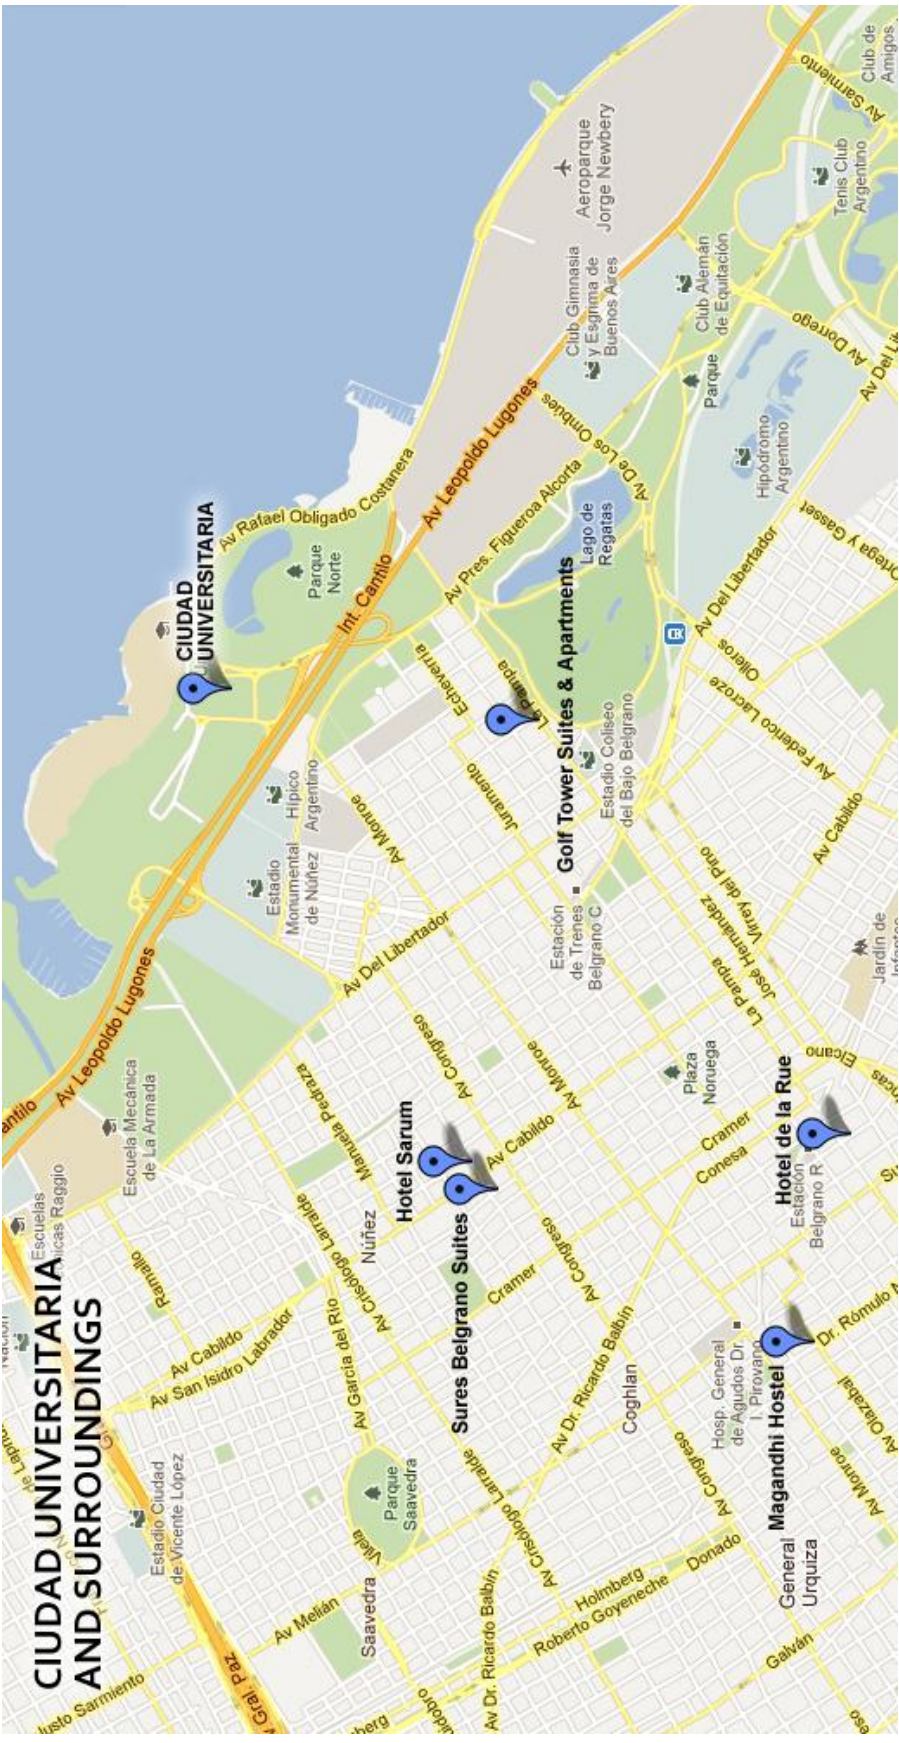 CIUDAD UNIVERSITARIA
AND SURROUNDINGS
Av Leopoldo Lugones
Escuela Mecánica
de La Armada
Ramallo
Av Cabildo
Av San Isidro Labrador
Estadio Ciudad
de Vicente López
Av Melián
Saavedra
Vilela
Parque
Saavedra
Av García del Río
Av Crisólogo Larralde
Núñez
Manuela Pedraza
CIUDAD
UNIVERSITARIA
Av Rafael Obligado Costanera
Parque
Norte
Int. Cantilo
Estadio
Monumental
de Núñez
Hípico
Argentino
Av Monroe
Av Del Libertador
Av Leopoldo Lugones
Aeroparque
Jorge Newbery
Club Gimnasia
y Esgrima de
Buenos Aires
Club Alemán
de Equitación
Tenis Club
Argentino
Club de
Amigos
Av Sarmiento
Av Dorrego
Parque
Hipódromo
Argentino
Av De Los Ombúes
Av Pres. Figueroa Alcorta
Lago de
Regatas
Echeverría
La Pampa
Juramento
Golf Tower Suites & Apartments
Estadio Coliseo
del Bajo Belgrano
Estación
de Trenes
Belgrano C
Hotel Sarum
Sures Belgrano Suites
Av Congreso
Av Monroe
Av Cabildo
Cramer
Av Congreso
Av Dr. Ricardo Balbín
Av Crisólogo Larralde
Av Dr. Ricardo Balbín
Holmberg
Roberto Goyeneche
Donado
Coghlan
Av Congreso
Hosp. General
de Agudos Dr.
I. Pirovano
Magandhi Hostel
General
Urquiza
Galván
Av Monroe
Av Olazabal
Dr. Rómulo
Hotel de la Rue
Estación
Belgrano R
Conesa
Cramer
Plaza
Noruega
La Pampa
José Hernández
Virrey del Pino
Elcano
Jardín de
Av Cabildo
Av Federico Lacroze
Olleros
Av Del Libertador
Ortega y Gasset